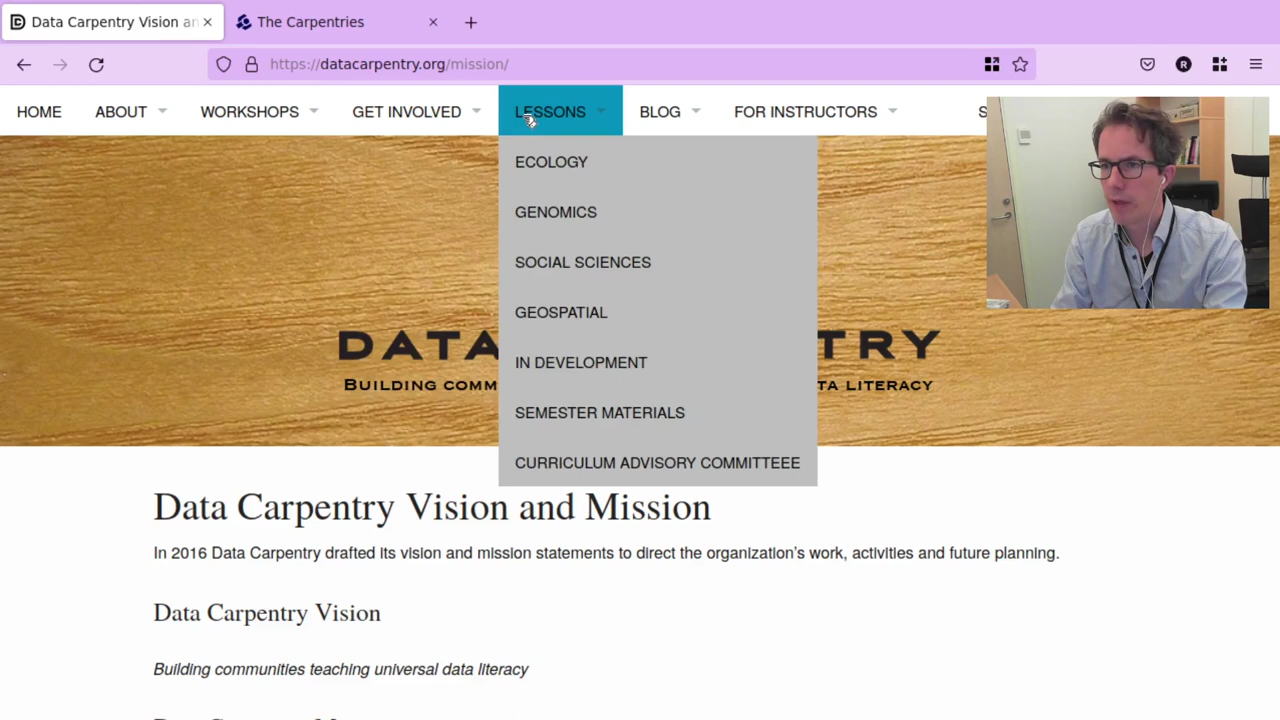 Data Carpentry Vision an
The Carpentries
https://datacarpentry.org/mission/
HOME ABOUT WORKSHOPS GET INVOLVED LESSONS BLOG FOR INSTRUCTORS S
ECOLOGY
GENOMICS
SOCIAL SCIENCES
GEOSPATIAL
IN DEVELOPMENT
SEMESTER MATERIALS
CURRICULUM ADVISORY COMMITTEEE
DATA TRY
BUILDING COMM TA LITERACY
Data Carpentry Vision and Mission
In 2016 Data Carpentry drafted its vision and mission statements to direct the organization's work, activities and future planning.
Data Carpentry Vision
Building communities teaching universal data literacy